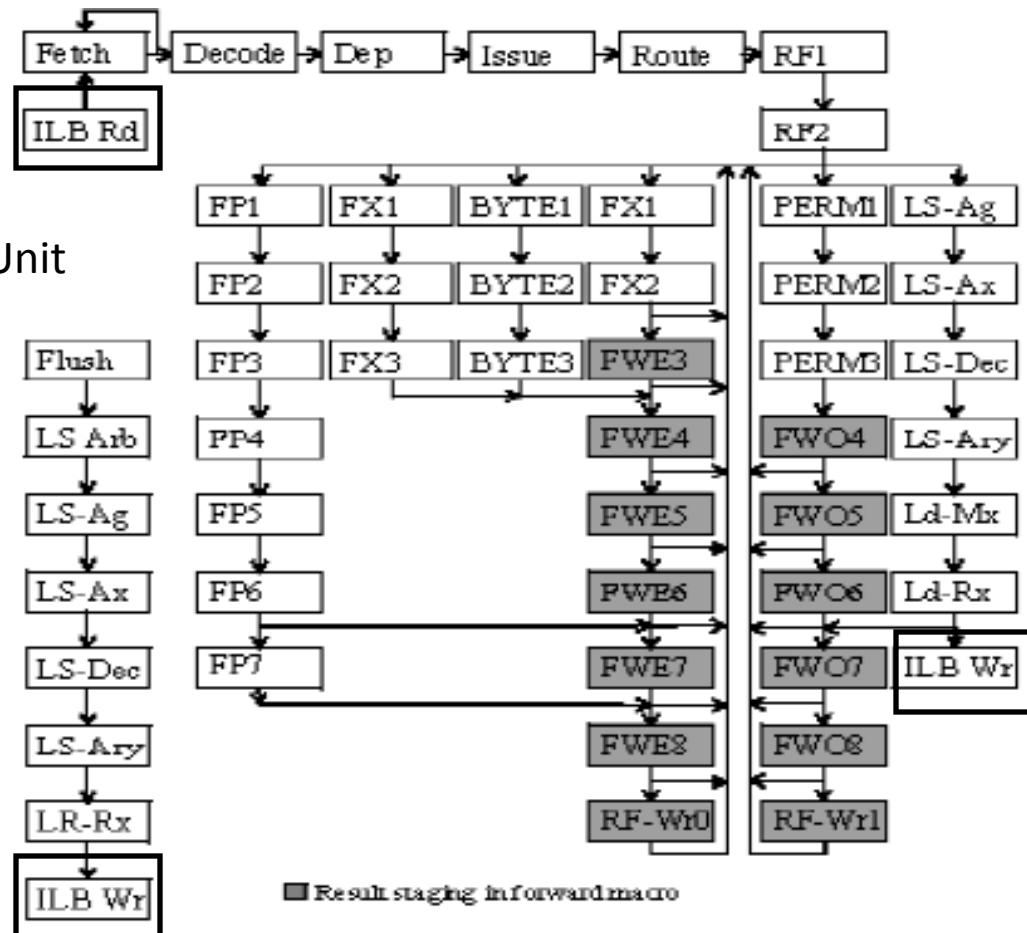 Fetch Decode Dep Issue Route RF1
ILB Rd RF2
FP1 FX1 BYTE1 FX1 PERM1 LS-Ag
Unit
FP2 FX2 BYTE2 FX2 PERM2 LS-Ax
Flush FP3 FX3 BYTE3 FWE3 PERM3 LS-Dec
LS Arb FP4 FWE4 FWO4 LS-Ary
LS-Ag FP5 FWE5 FWO5 Ld-Mx
LS-Ax FP6 FWE6 FWO6 Ld-Rx
LS-Dec FP7 FWE7 FWO7 ILB Wr
LS-Ary FWE8 FWO8
LR-Rx RF-Wr0 RF-Wr1
ILB Wr
Result staging in forward macro